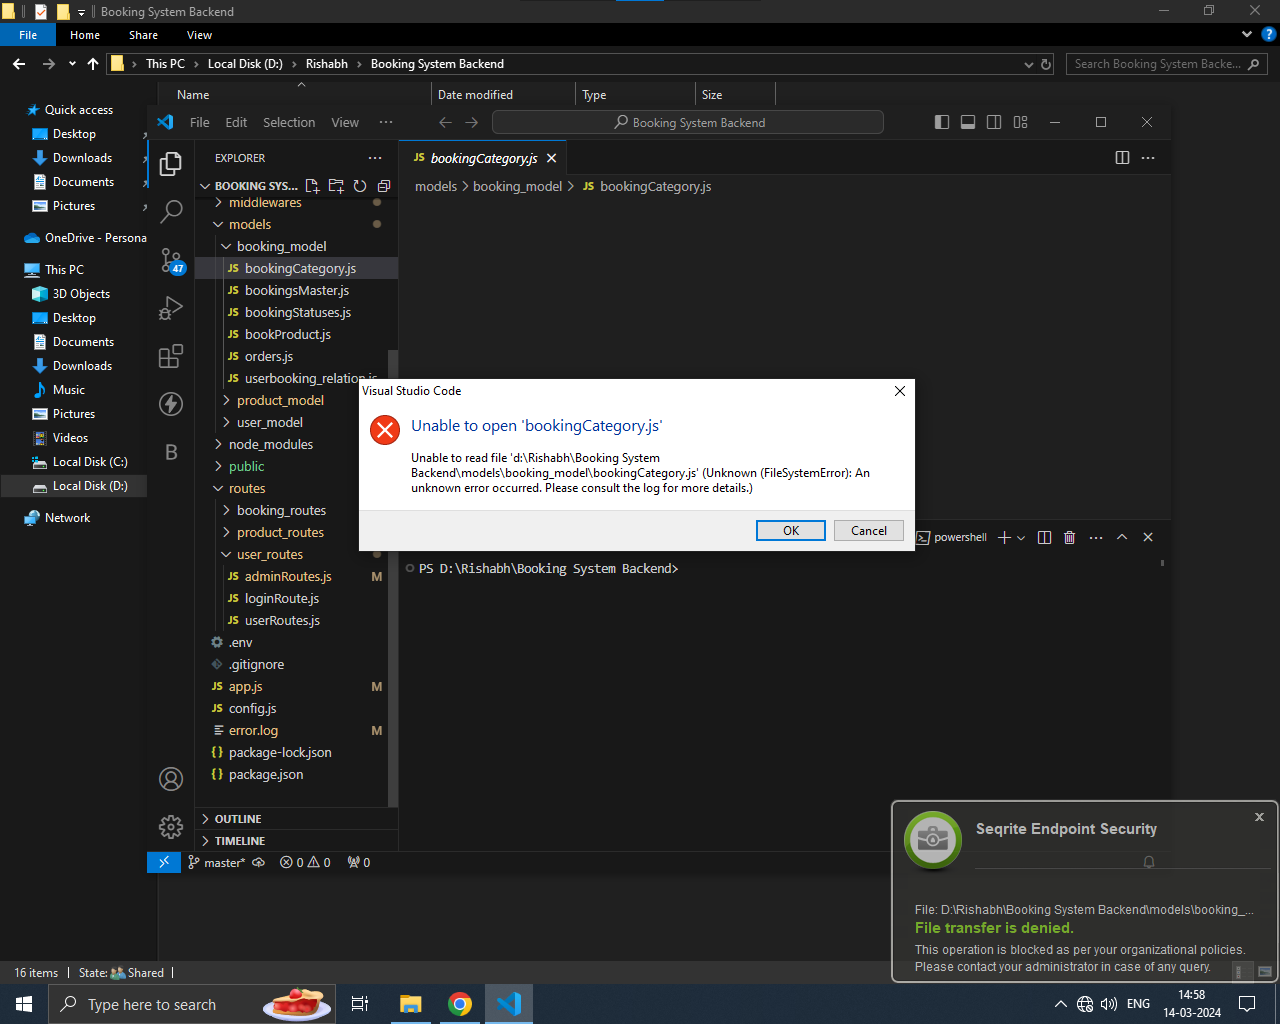 Booking System Backend
File
Home
Share
View
This PC
Local Disk (D:)
Rishabh
Booking System Backend
Search Booking System Backe...
Name
Date modified
Type
Size
Quick access
Desktop
Downloads
Documents
Pictures
OneDrive - Persona
This PC
3D Objects
Desktop
Documents
Downloads
Music
Pictures
Videos
Local Disk (C:)
Local Disk (D:)
Network
File
Edit
Selection
View
Booking System Backend
47
B
EXPLORER
BOOKING SYS...
middlewares
models
booking_model
JS bookingCategory.js
JS bookingsMaster.js
JS bookingStatuses.js
JS bookProduct.js
JS orders.js
JS userbooking_relation.js
product_model
user_model
node_modules
public
routes
booking_routes
product_routes
user_routes
JS adminRoutes.js M
JS loginRoute.js
JS userRoutes.js
.env
.gitignore
JS app.js M
JS config.js
error.log M
{} package-lock.json
{} package.json
OUTLINE
TIMELINE
JS bookingCategory.js
models > booking_model > JS bookingCategory.js
Visual Studio Code
Unable to open 'bookingCategory.js'
Unable to read file 'd:\Rishabh\Booking System
Backend\models\booking_model\bookingCategory.js' (Unknown (FileSystemError): An
unknown error occurred. Please consult the log for more details.)
OK
Cancel
powershell
PS D:\Rishabh\Booking System Backend>
master*
0
0
0
Seqrite Endpoint Security
x
File: D:\Rishabh\Booking System Backend\models\booking_...
File transfer is denied.
This operation is blocked as per your organizational policies.
Please contact your administrator in case of any query.
16 items
State:
Shared
Type here to search
ENG
14:58
14-03-2024